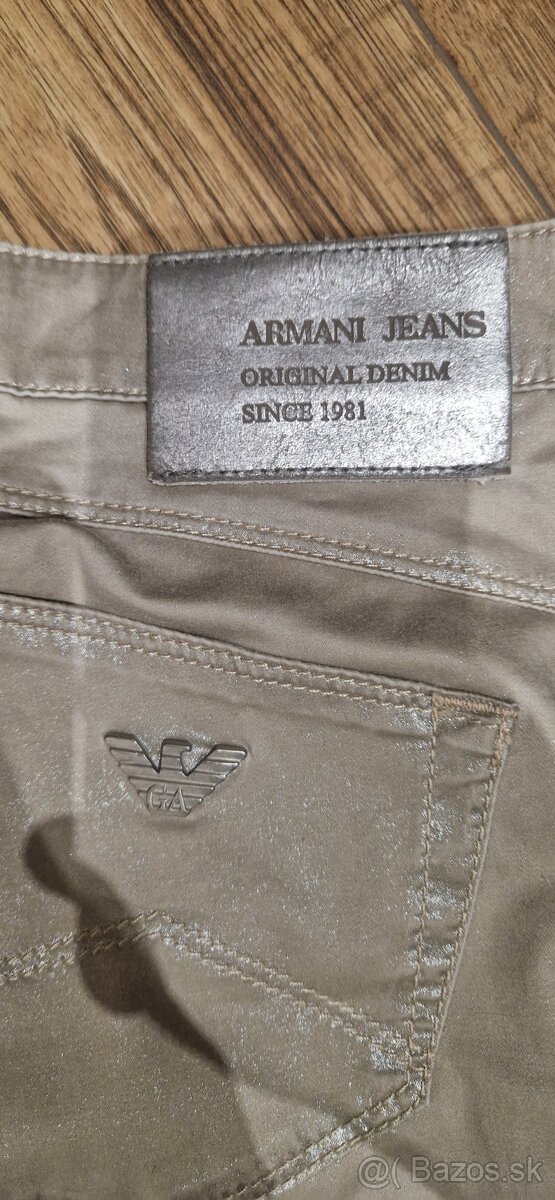 ARMANI JEANS
ORIGINAL DENIM
SINCE 1981
GA
@( Bazos.sk